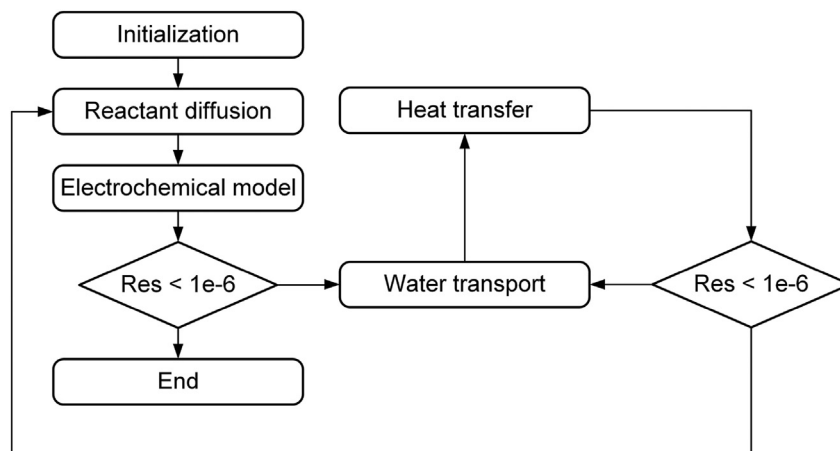 Initialization
Reactant diffusion
Heat transfer
Electrochemical model
Res < 1e-6
Water transport
Res < 1e-6
End